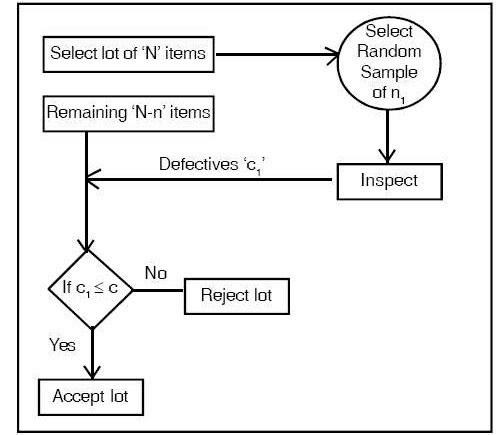 Select lot of ‘N’ items
Select
Random
Sample
of n₁
Remaining ‘N-n’ items
Defectives ‘c₁’
Inspect
If c₁ ≤ c
No
Reject lot
Yes
Accept lot